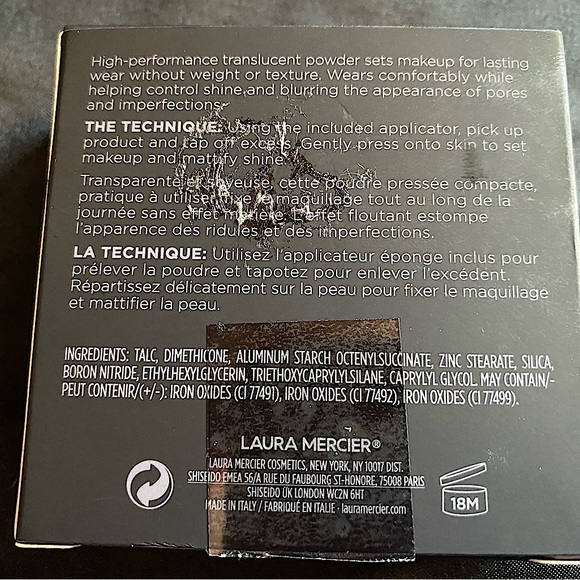 High-performance translucent powder sets makeup for lasting
wear without weight or texture. Wears comfortably while
helping control shine and blurring the appearance of pores
and imperfections.
THE TECHNIQUE: Using the included applicator, pick up
product and tap off excess. Gently press onto skin to set
makeup and mattify shine.
Transparente et soyeuse, cette poudre pressée compacte,
pratique à utiliser fixe le maquillage tout au long de la
journée sans effet matière. L'effet floutant estompe
l'apparence des ridules et des imperfections.
LA TECHNIQUE: Utilisez l'applicateur éponge inclus pour
prélever la poudre et tapotez pour enlever l'excédent.
Répartissez délicatement sur la peau pour fixer le maquillage
et mattifier la peau.
INGREDIENTS: TALC, DIMETHICONE, ALUMINUM STARCH OCTENYLSUCCINATE, ZINC STEARATE, SILICA,
BORON NITRIDE, ETHYLHEXYLGLYCERIN, TRIETHOXYCAPRYLYLSILANE, CAPRYLYL GLYCOL. MAY CONTAIN/-
PEUT CONTENIR/(+/-): IRON OXIDES (CI 77491), IRON OXIDES (CI 77492), IRON OXIDES (CI 77499).
LAURA MERCIER®
LAURA MERCIER COSMETICS, NEW YORK, NY 10017 DIST.
SHISEIDO EMEA 56/A RUE DU FAUBOURG ST-HONORE, 75008 PARIS
SHISEIDO UK LONDON WC2N 6HT
MADE IN ITALY / FABRIQUÉ EN ITALIE · lauramercier.com
18M